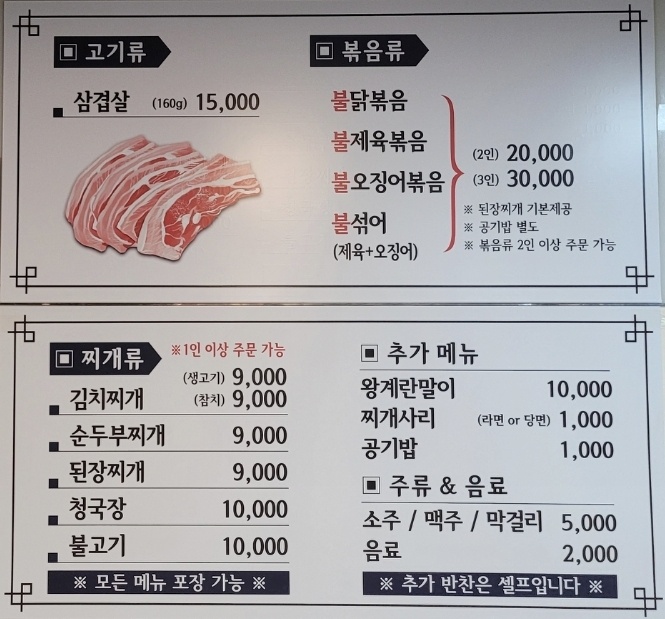 고기류
삼겹살 (160g) 15,000
볶음류
불닭볶음
불제육볶음
불오징어볶음
불섞어
(제육+오징어)
(2인) 20,000
(3인) 30,000
※ 된장찌개 기본제공
※ 공기밥 별도
※ 볶음류 2인 이상 주문 가능
찌개류 ※1인 이상 주문 가능
(생고기) 9,000
김치찌개 (참치) 9,000
순두부찌개 9,000
된장찌개 9,000
청국장 10,000
불고기 10,000
※ 모든 메뉴 포장 가능 ※
추가 메뉴
왕계란말이 10,000
찌개사리 (라면 or 당면) 1,000
공기밥 1,000
주류 & 음료
소주 / 맥주 / 막걸리 5,000
음료 2,000
※ 추가 반찬은 셀프입니다 ※